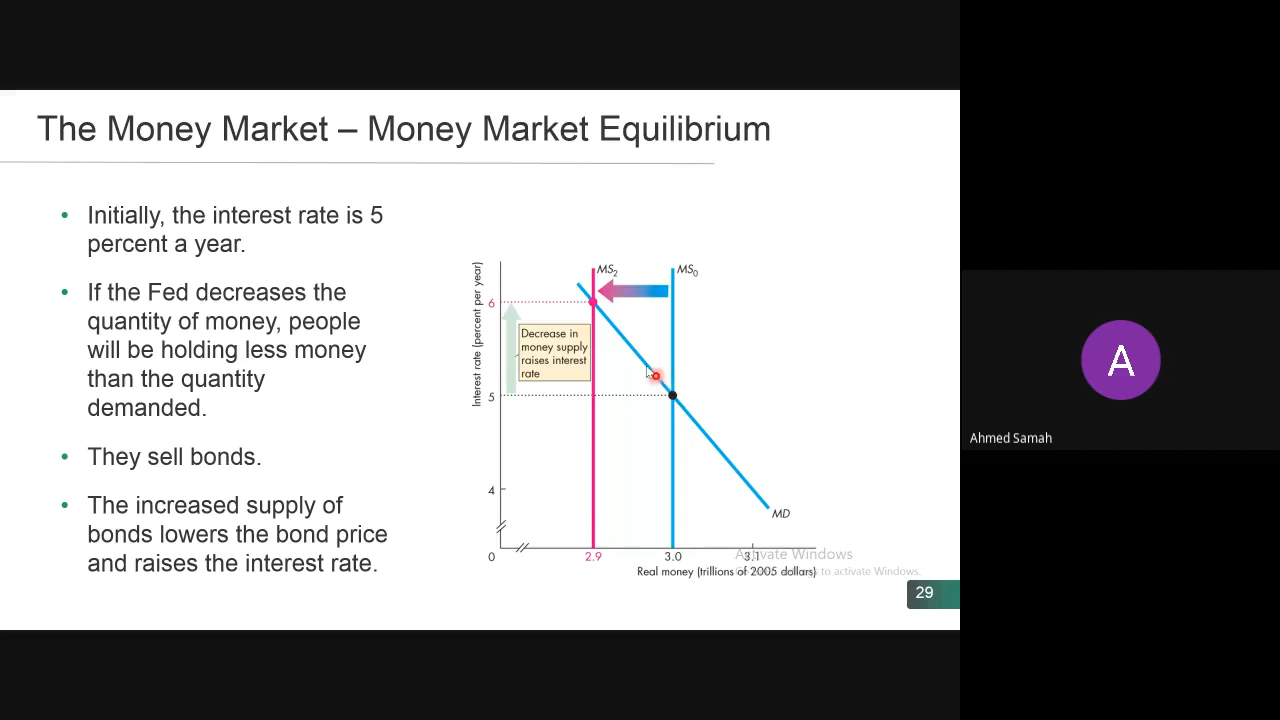 The Money Market – Money Market Equilibrium
• Initially, the interest rate is 5
percent a year.
• If the Fed decreases the
quantity of money, people
will be holding less money
than the quantity
demanded.
• They sell bonds.
• The increased supply of
bonds lowers the bond price
and raises the interest rate.
Interest rate (percent per year)
MS2
MS0
6
Decrease in
money supply
raises interest
rate
5
4
MD
0
2.9
3.0
3.1
Real money (trillions of 2005 dollars)
Activate Windows
to activate Windows.
29
A
Ahmed Samah